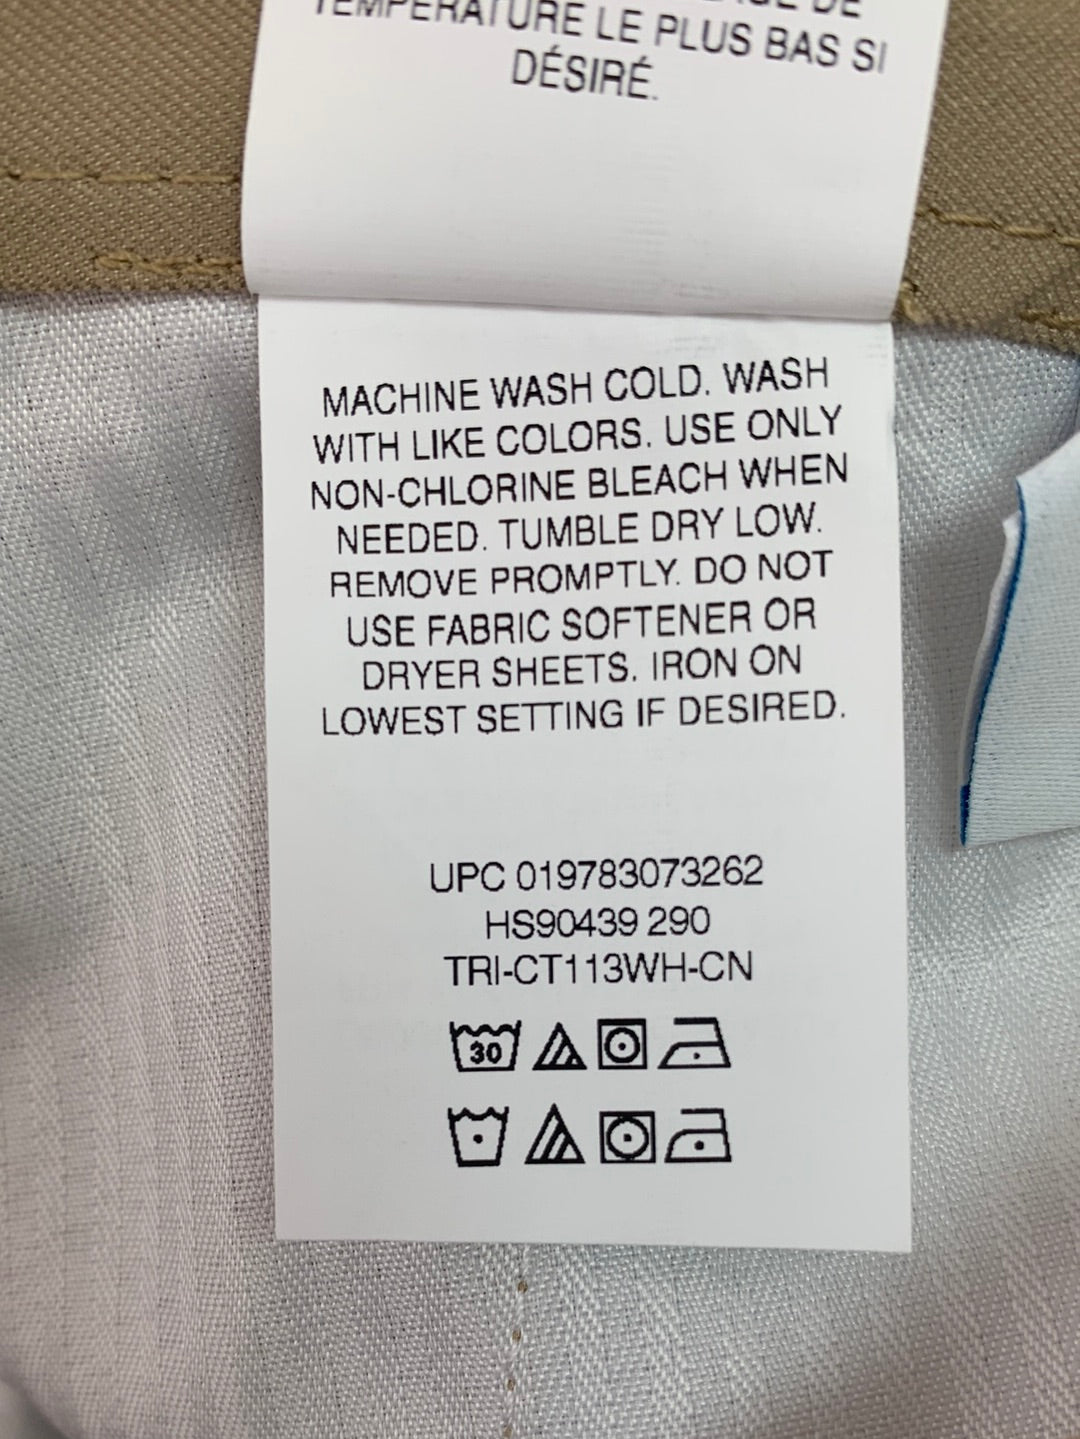 TEMPÉRATURE LE PLUS BAS SI
DÉSIRÉ.
MACHINE WASH COLD. WASH
WITH LIKE COLORS. USE ONLY
NON-CHLORINE BLEACH WHEN
NEEDED. TUMBLE DRY LOW.
REMOVE PROMPTLY. DO NOT
USE FABRIC SOFTENER OR
DRYER SHEETS. IRON ON
LOWEST SETTING IF DESIRED.
UPC 019783073262
HS90439 290
TRI-CT113WH-CN
30